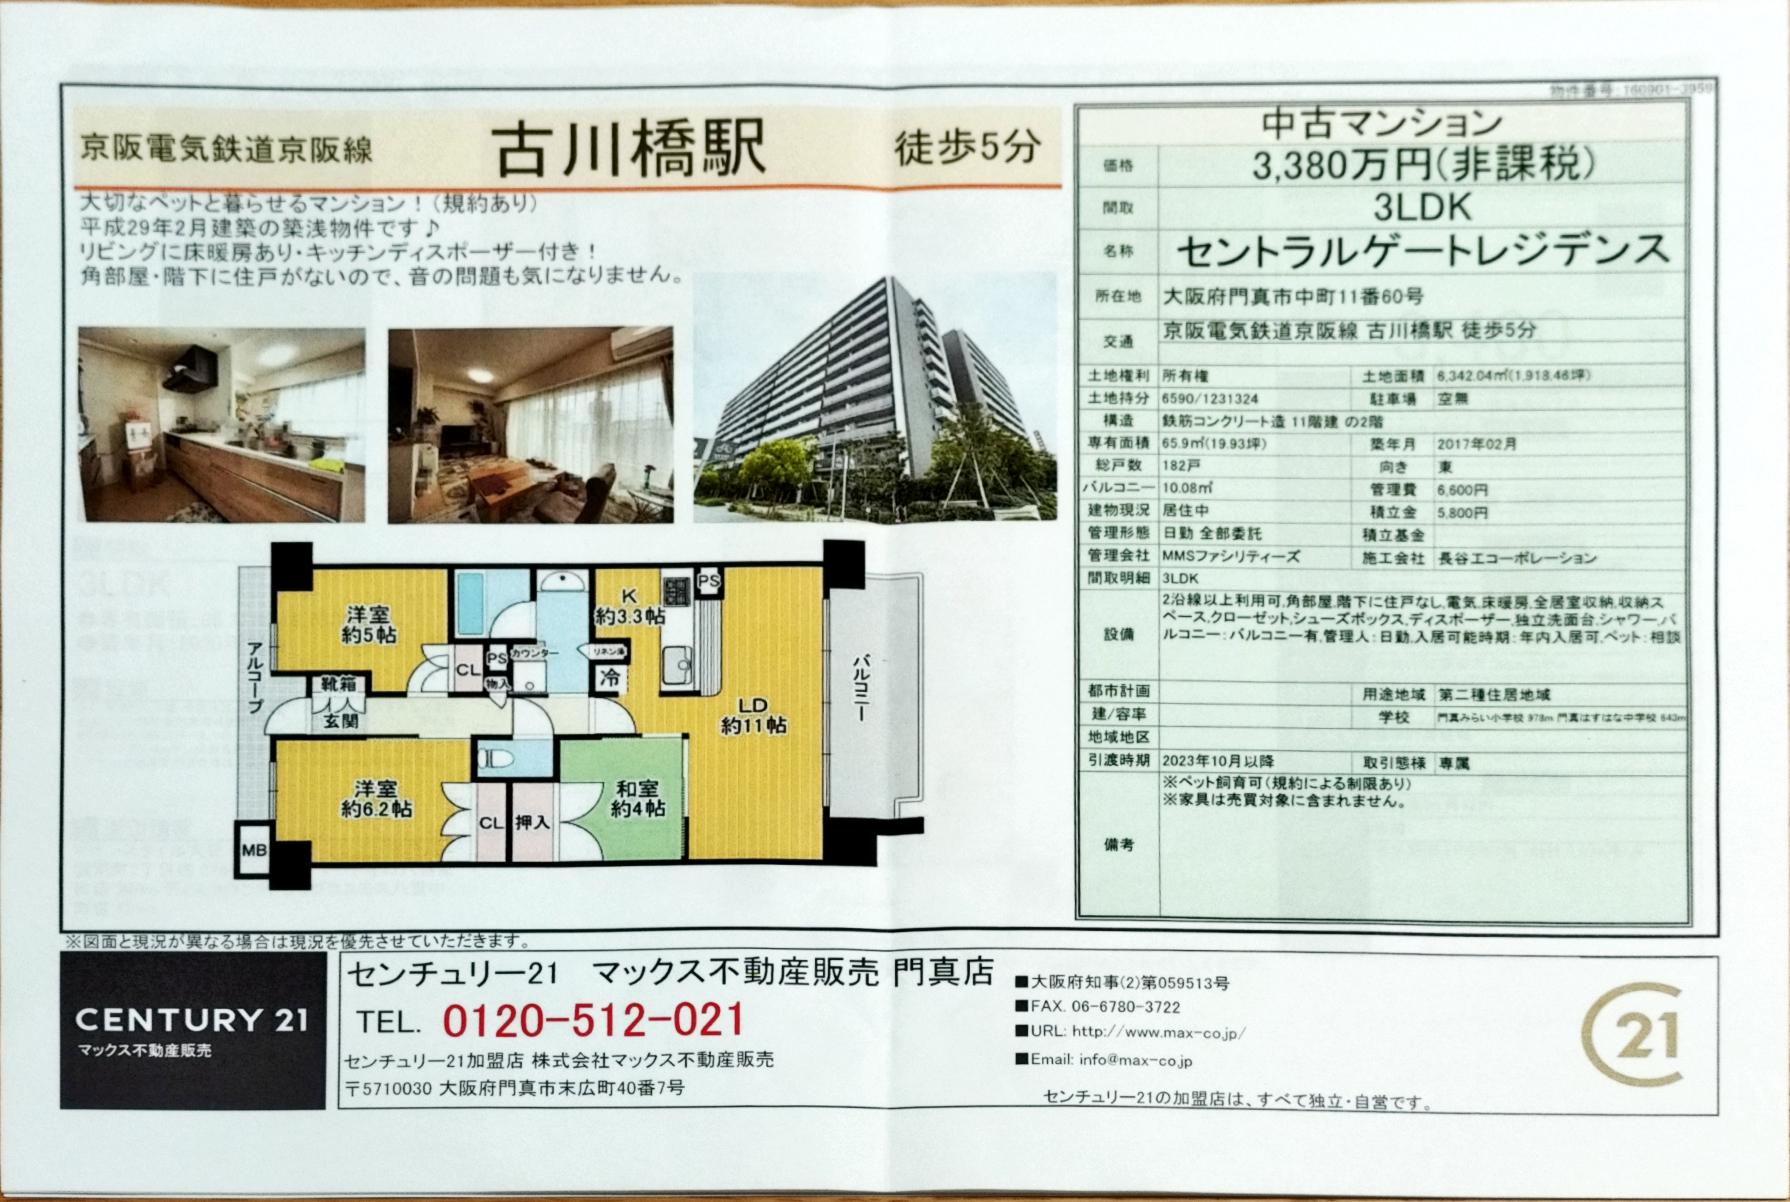 物件番号：160901-3959
京阪電気鉄道京阪線 古川橋駅 徒歩5分
大切なペットと暮らせるマンション！（規約あり）
平成29年2月建築の築浅物件です♪
リビングに床暖房あり・キッチンディスポーザー付き！
角部屋・階下に住戸がないので、音の問題も気になりません。
洋室
約5帖
アルコープ
靴箱
玄関
洋室
約6.2帖
MB
CL
PS
物入
カウンター
リネン庫
冷
K
約3.3帖
PS
LD
約11帖
バルコニー
CL
押入
和室
約4帖
中古マンション
価格 3,380万円（非課税）
間取 3LDK
名称 セントラルゲートレジデンス
所在地 大阪府門真市中町11番60号
交通 京阪電気鉄道京阪線 古川橋駅 徒歩5分
土地権利 所有権 土地面積 6,342.04㎡(1,918.46坪)
土地持分 6590/1231324 駐車場 空無
構造 鉄筋コンクリート造 11階建 の2階
専有面積 65.9㎡(19.93坪) 築年月 2017年02月
総戸数 182戸 向き 東
バルコニー 10.08㎡ 管理費 6,600円
建物現況 居住中 積立金 5,800円
管理形態 日勤 全部委託 積立基金
管理会社 MMSファシリティーズ 施工会社 長谷エコーポレーション
間取明細 3LDK
設備
2沿線以上利用可,角部屋,階下に住戸なし,電気,床暖房,全居室収納,収納ス
ペース,クローゼット,シューズボックス,ディスポーザー,独立洗面台,シャワー,バ
ルコニー：バルコニー有,管理人：日勤,入居可能時期：年内入居可,ペット：相談
都市計画 用途地域 第二種住居地域
建/容率 学校 門真みらい小学校 978m 門真はすはな中学校 643m
地域地区
引渡時期 2023年10月以降 取引態様 専属
備考
※ペット飼育可（規約による制限あり）
※家具は売買対象に含まれません。
※図面と現況が異なる場合は現況を優先させていただきます。
CENTURY 21
マックス不動産販売
センチュリー21 マックス不動産販売 門真店
TEL. 0120-512-021
センチュリー21加盟店 株式会社マックス不動産販売
〒5710030 大阪府門真市末広町40番7号
■大阪府知事(2)第059513号
■FAX. 06-6780-3722
■URL: http://www.max-co.jp/
■Email: info@max-co.jp
センチュリー21の加盟店は、すべて独立・自営です。
21